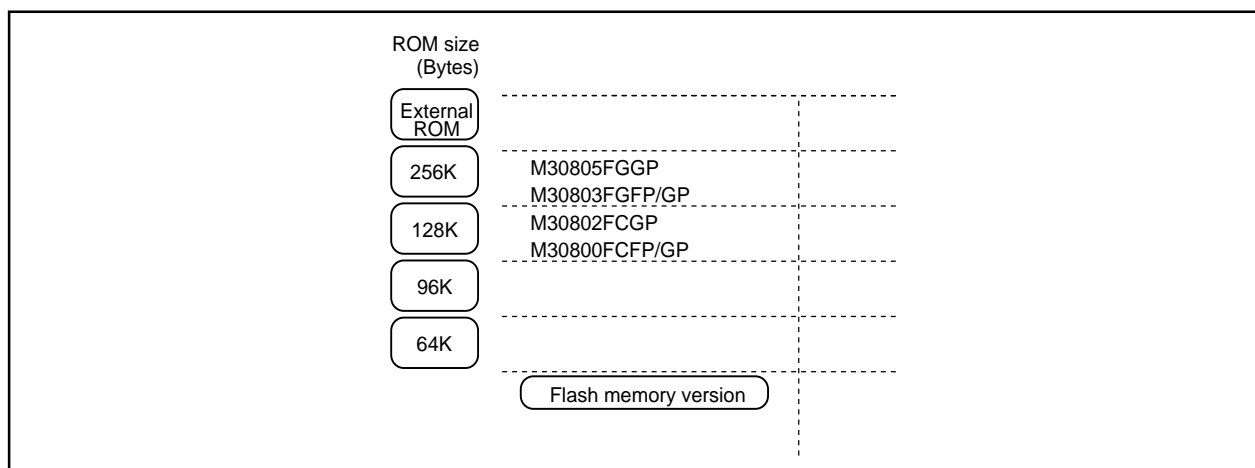 ROM size
(Bytes)
External
ROM
256K
M30805FGGP
M30803FGFP/GP
128K
M30802FCGP
M30800FCFP/GP
96K
64K
Flash memory version